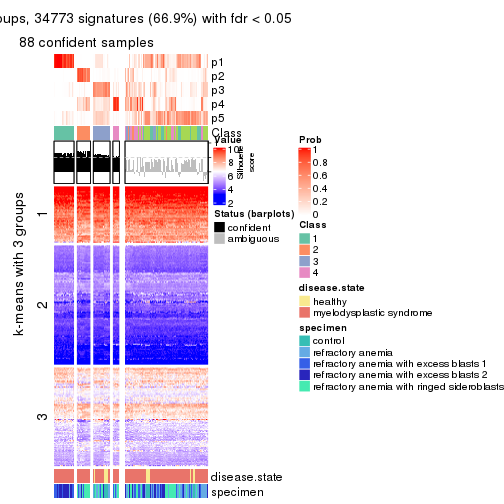 oups, 34773 signatures (66.9%) with fdr < 0.05
88 confident samples
p1
p2
p3
p4
p5
Class
k-means with 3 groups
1
2
3
Value
10
8
6
4
2
Silhouette
score
Status (barplots)
confident
ambiguous
Prob
1
0.8
0.6
0.4
0.2
0
Class
1
2
3
4
disease.state
healthy
myelodysplastic syndrome
specimen
control
refractory anemia
refractory anemia with excess blasts 1
refractory anemia with excess blasts 2
refractory anemia with ringed sideroblasts
disease.state
specimen